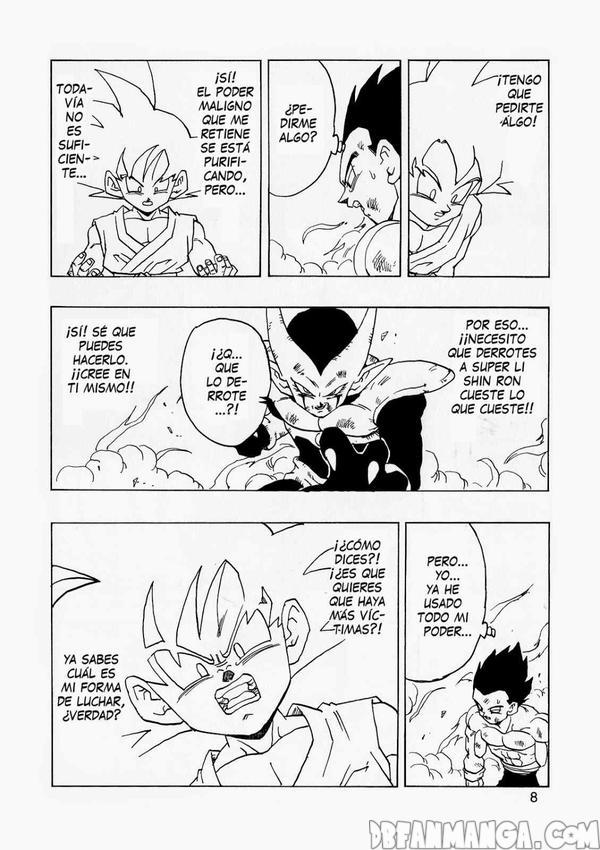 ¡TENGO
QUE
PEDIRTE
ALGO!
¿PE-
DIRME
ALGO?
¡SÍ!
EL PODER
MALIGNO
QUE ME
RETIENE
SE ESTÁ
PURIFI-
CANDO,
PERO...
TODA-
VÍA
NO
ES
SUFI-
CIEN-
TE...
POR ESO...
¡¡NECESITO
QUE DERROTES
A SUPER LI
SHIN RON
CUESTE LO
QUE CUESTE!!
¡¿Q...
QUE
LO DE-
RROTE
...?!
¡SÍ! SÉ QUE
PUEDES
HACERLO.
¡¡CREE EN
TI MISMO!!
PERO...
YO...
YA HE
USADO
TODO MI
PODER...
¡¿CÓMO
DICES?!
¡¿ES QUE
QUIERES
QUE HAYA
MÁS VÍC-
TIMAS?!
YA SABES
CUÁL ES
MI FORMA
DE LUCHAR,
¿VERDAD?
8
DBFANMANGA.COM